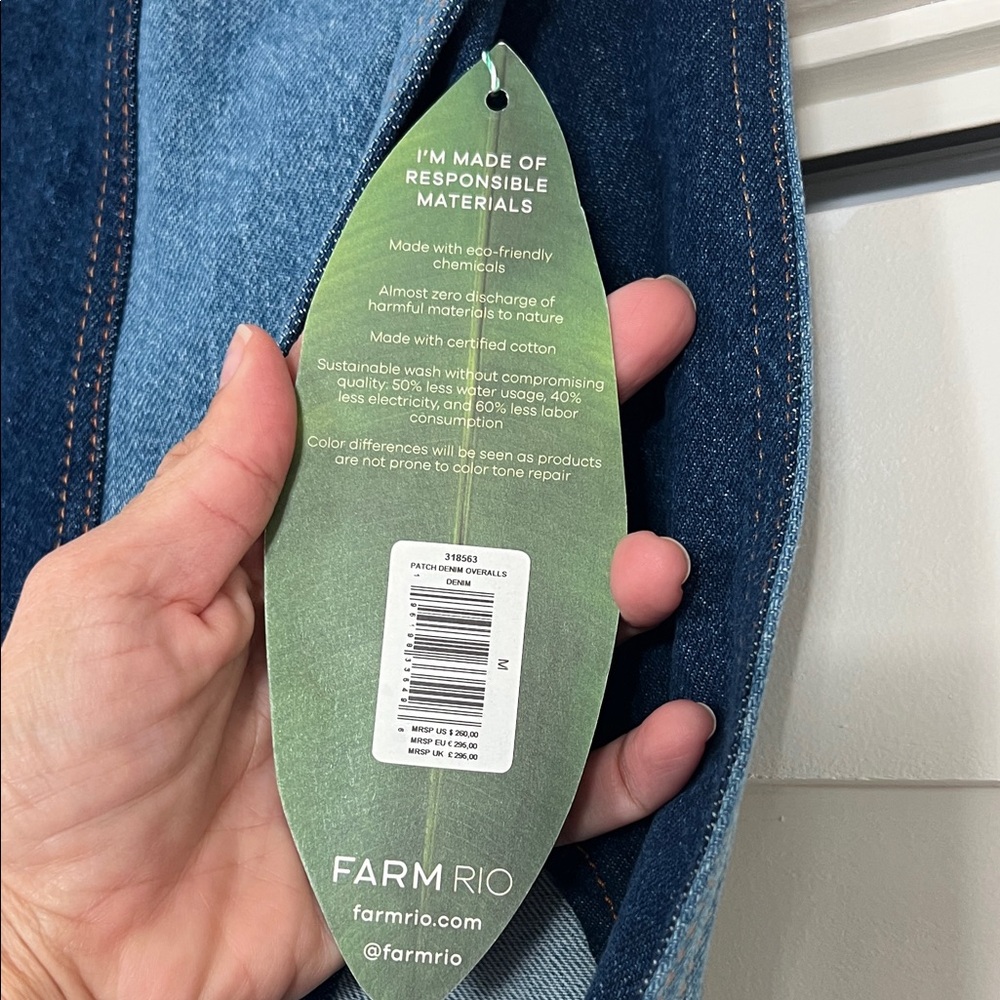 I'M MADE OF
RESPONSIBLE
MATERIALS
Made with eco-friendly
chemicals
Almost zero discharge of
harmful materials to nature
Made with certified cotton
Sustainable wash without compromising
quality: 50% less water usage, 40%
less electricity, and 60% less labor
consumption
Color differences will be seen as products
are not prone to color tone repair
318563
PATCH DENIM OVERALLS
DENIM
M
MRSP US $ 260,00
MRSP EU € 295,00
MRSP UK £ 295,00
FARM RIO
farmrio.com
@farmrio